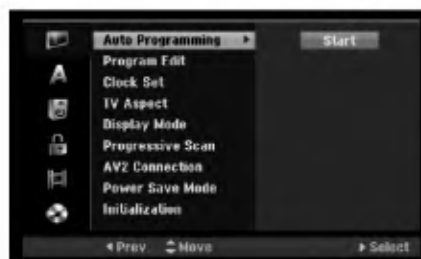 Auto Programming Start
Program Edit
Clock Set
A
TV Aspect
Display Mode
Progressive Scan
AV2 Connection
Power Save Mode
Initialization
Prev. Move Select